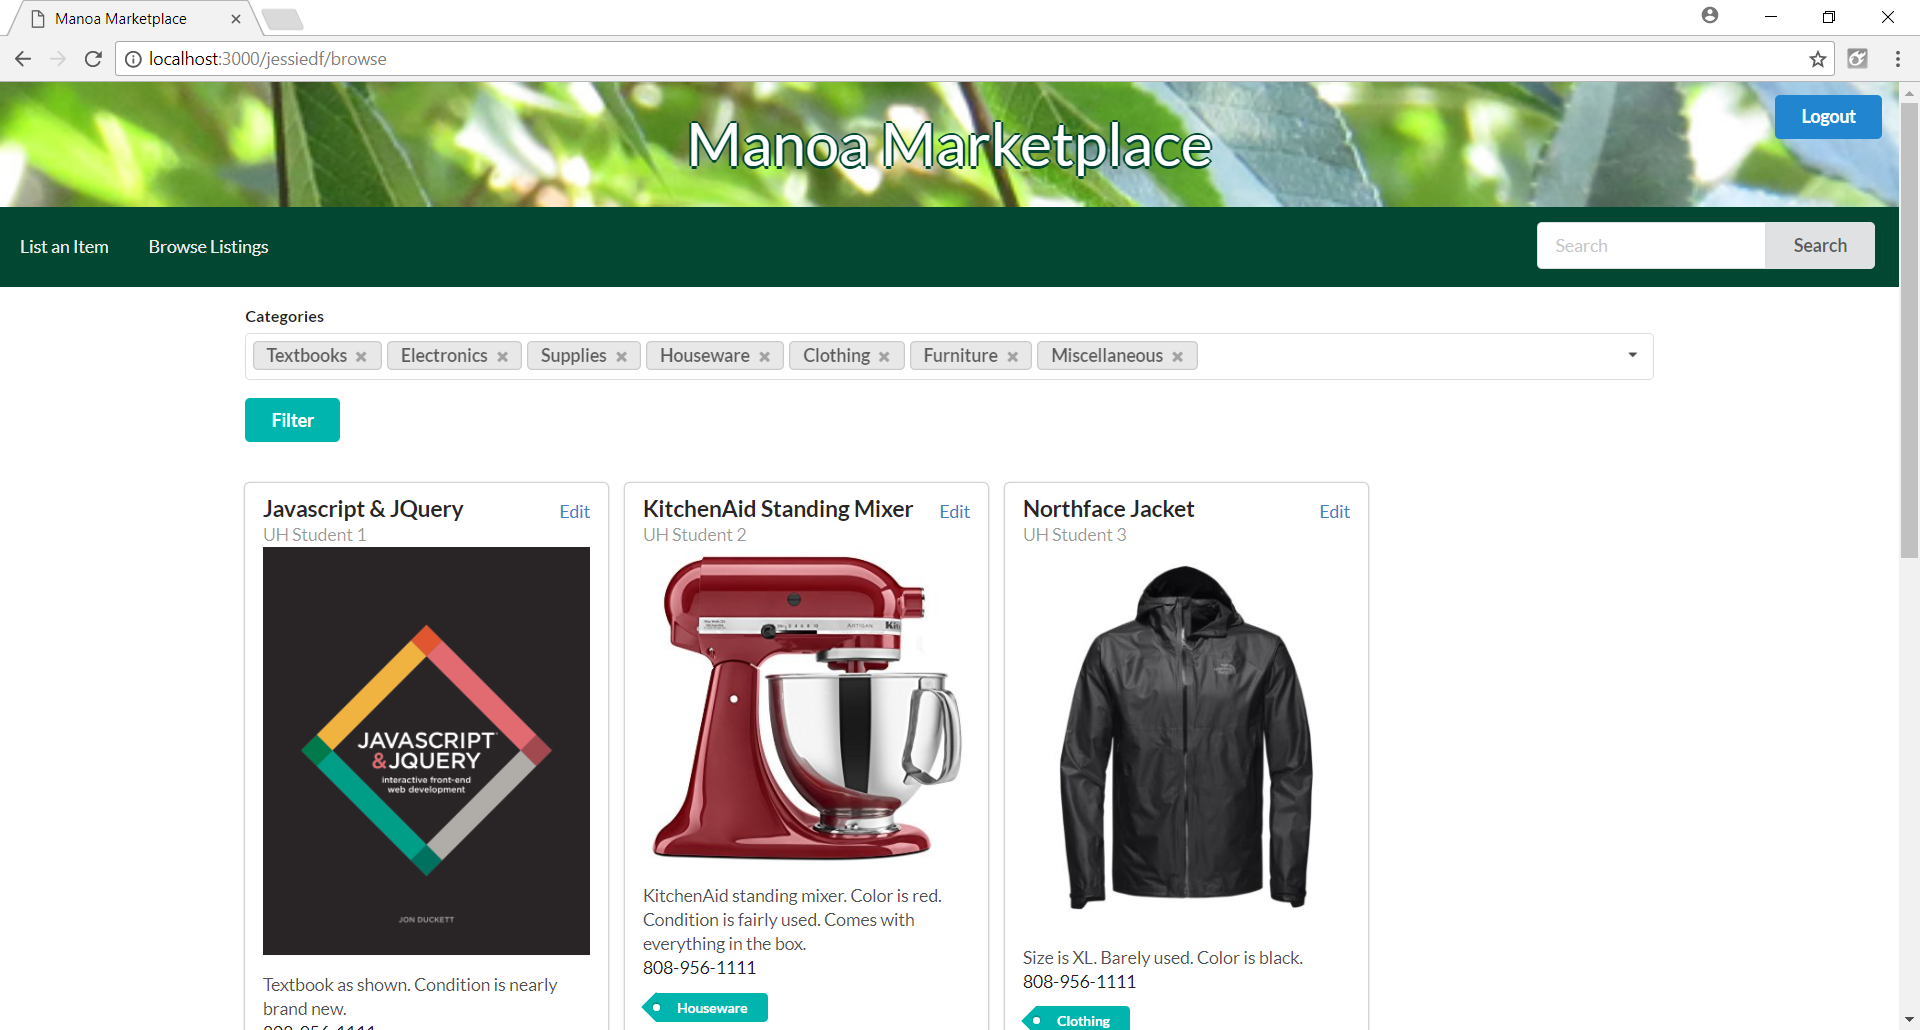 Manoa Marketplace
localhost:3000/jessiedf/browse
Logout
Manoa Marketplace
List an Item
Browse Listings
Search
Search
Categories
Textbooks
Electronics
Supplies
Houseware
Clothing
Furniture
Miscellaneous
Filter
Javascript & JQuery
Edit
UH Student 1
JAVASCRIPT
&JQUERY
interactive front-end
web development
JON DUCKETT
Textbook as shown. Condition is nearly
brand new.
808-956-1111
KitchenAid Standing Mixer
Edit
UH Student 2
ARTISAN
KitchenAid standing mixer. Color is red.
Condition is fairly used. Comes with
everything in the box.
808-956-1111
Houseware
Northface Jacket
Edit
UH Student 3
Size is XL. Barely used. Color is black.
808-956-1111
Clothing